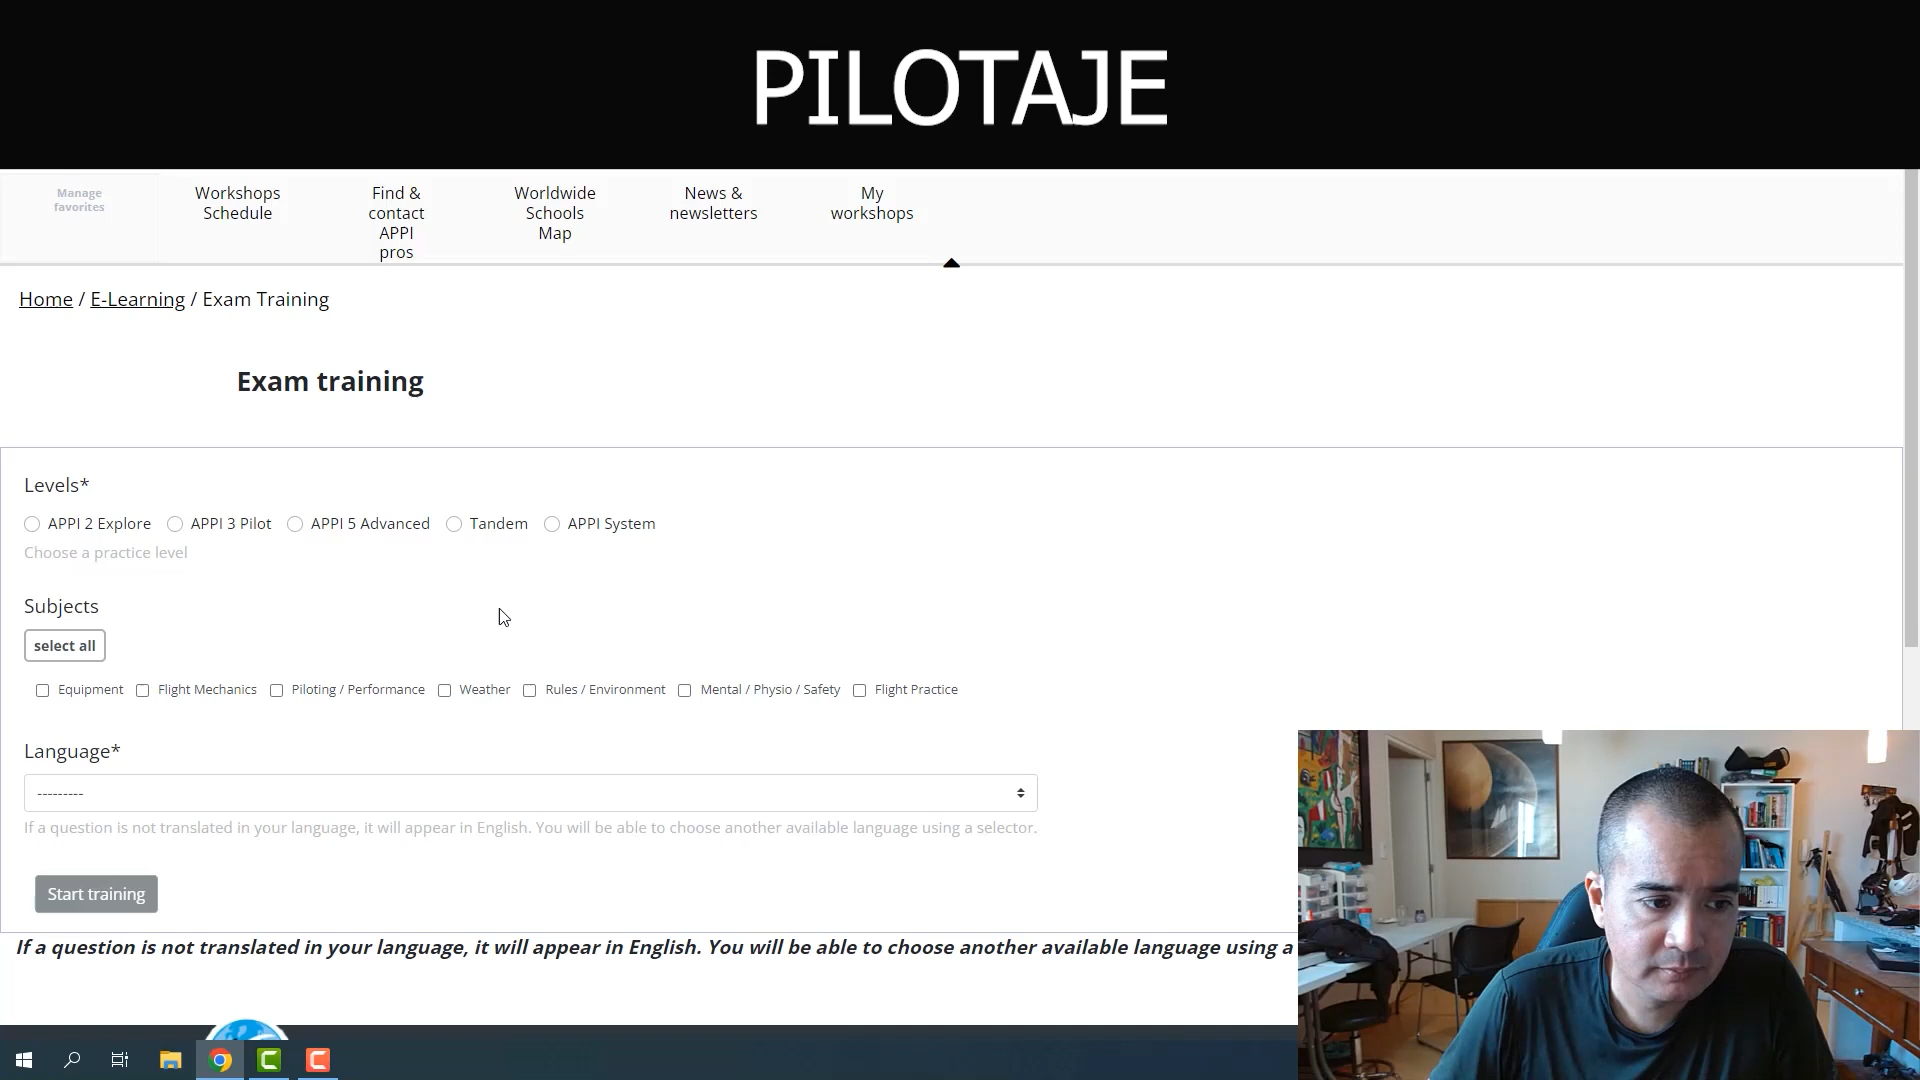 PILOTAJE
Manage
favorites
Workshops
Schedule
Find &
contact
APPI
pros
Worldwide
Schools
Map
News &
newsletters
My
workshops
Home / E-Learning / Exam Training
Exam training
Levels*
APPI 2 Explore APPI 3 Pilot APPI 5 Advanced Tandem APPI System
Choose a practice level
Subjects
select all
Equipment Flight Mechanics Piloting / Performance Weather Rules / Environment Mental / Physio / Safety Flight Practice
Language*
---------
If a question is not translated in your language, it will appear in English. You will be able to choose another available language using a selector.
Start training
If a question is not translated in your language, it will appear in English. You will be able to choose another available language using a